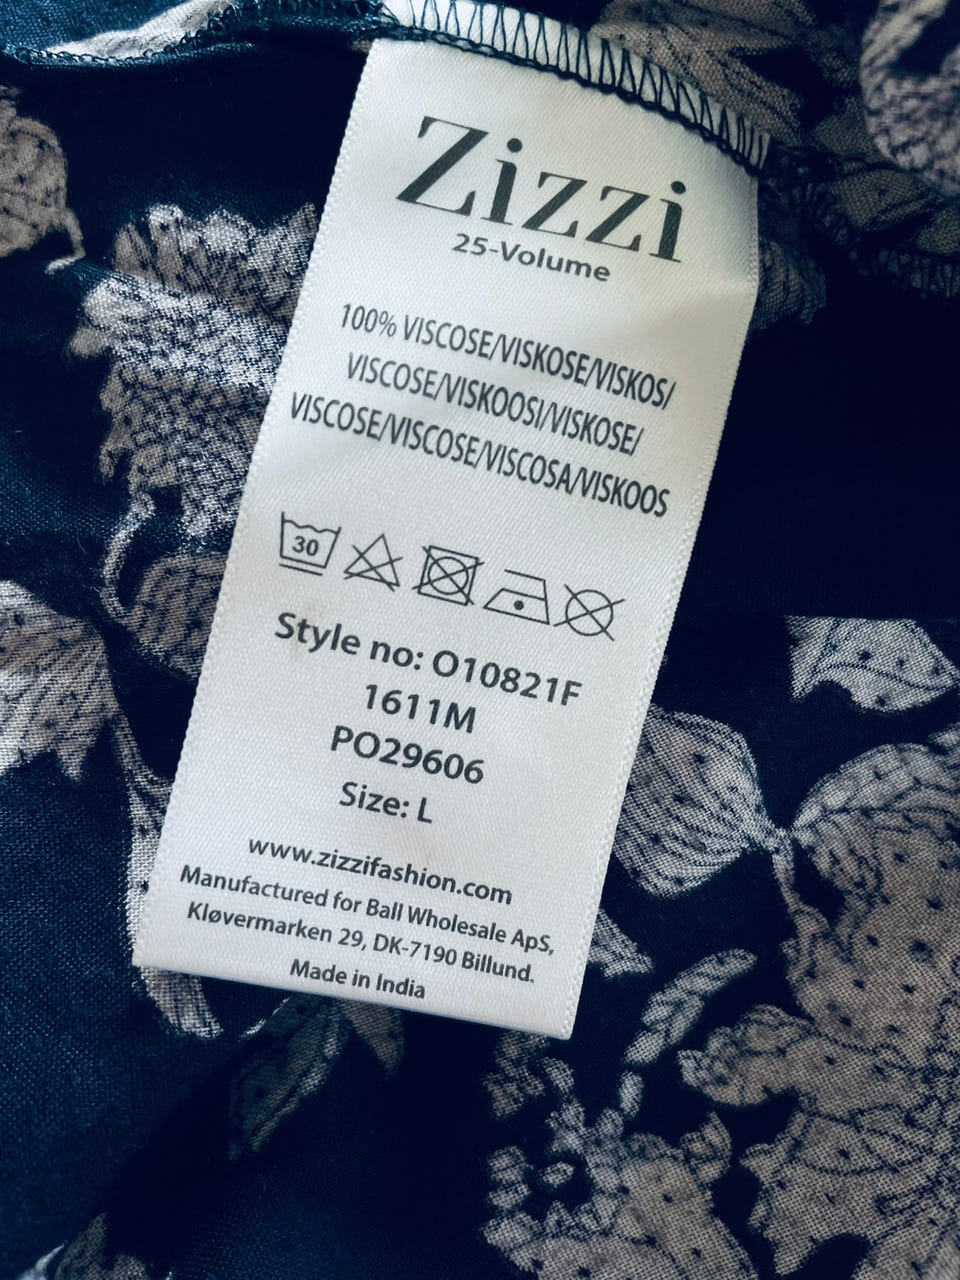 Zizzi
25-Volume
100% VISCOSE/VISKOSE/VISKOS/
VISCOSE/VISKOOSI/VISKOSE/
VISCOSE/VISCOSE/VISCOSA/VISKOOS
30
Style no: O10821F
1611M
PO29606
Size: L
www.zizzifashion.com
Manufactured for Ball Wholesale ApS,
Kløvermarken 29, DK-7190 Billund.
Made in India